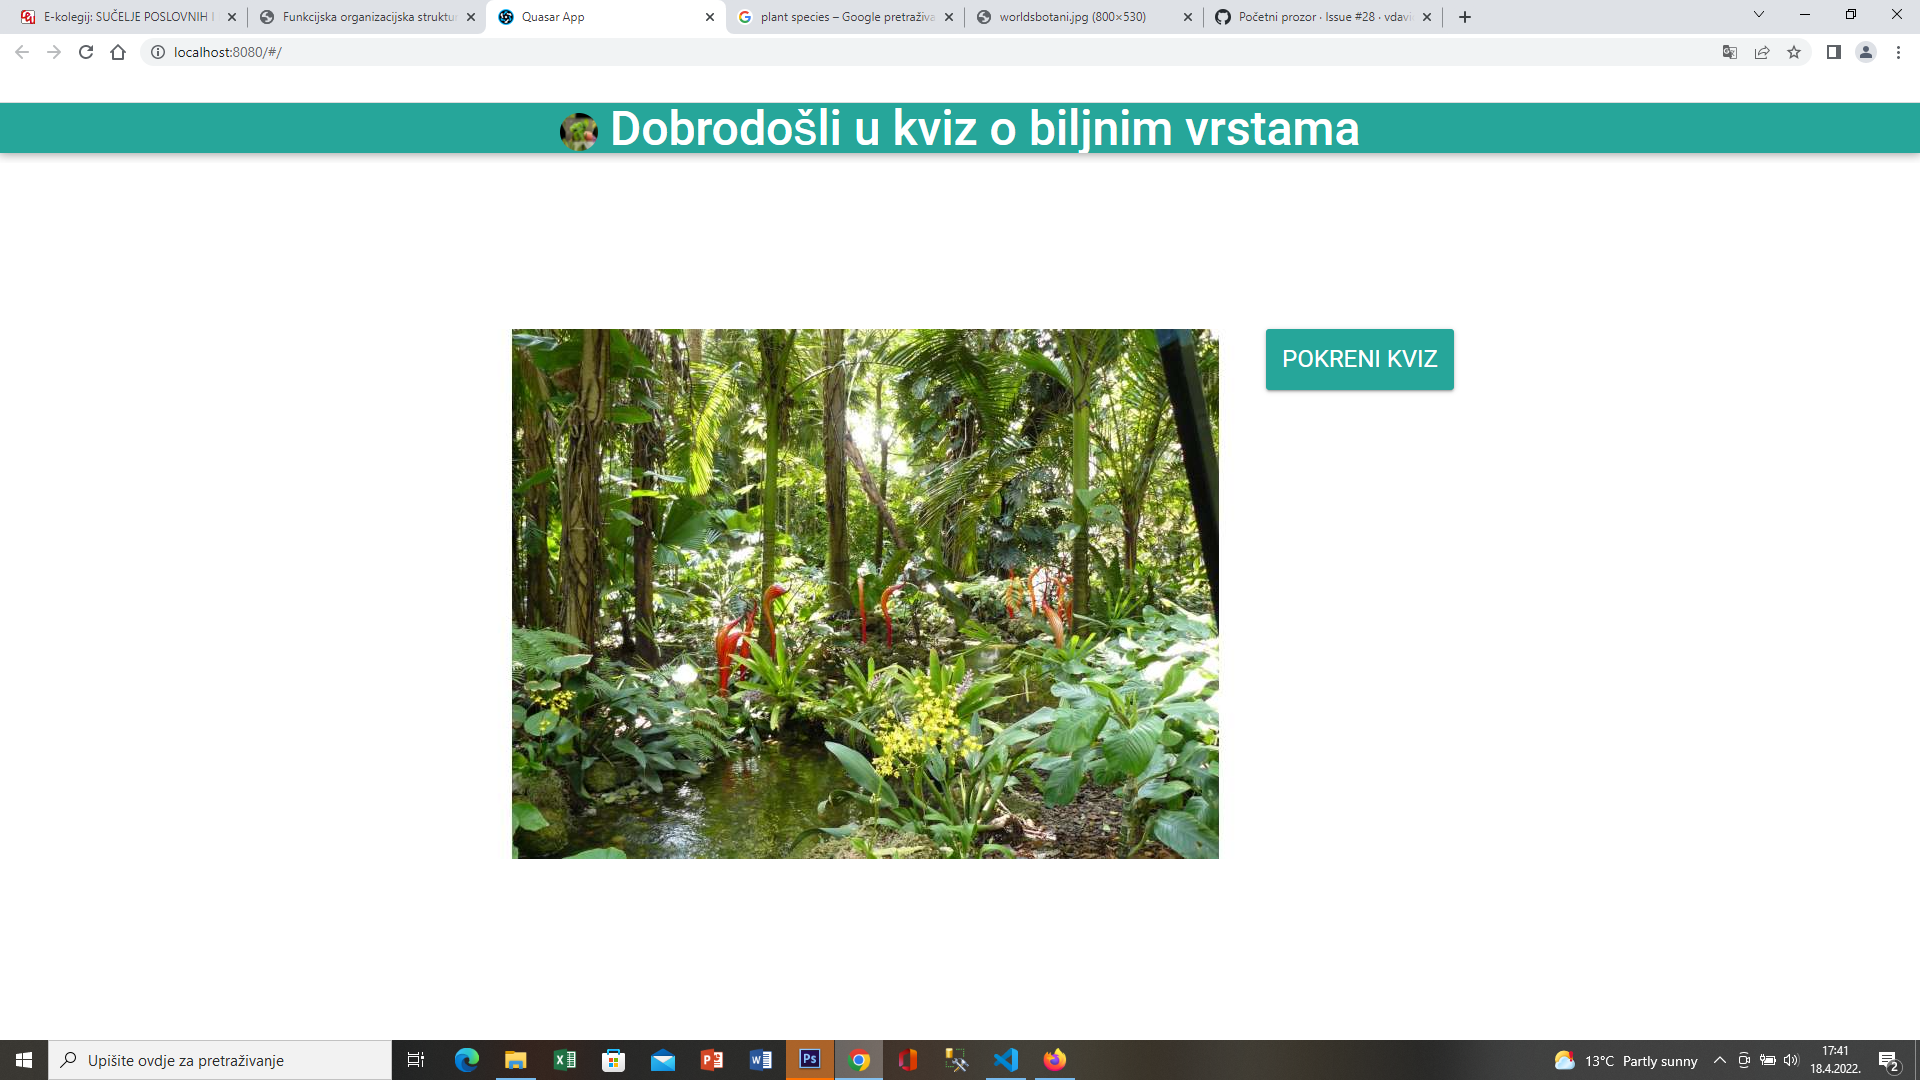 E-kolegij: SUČELJE POSLOVNIH
Funkcijska organizacijska struktur
Quasar App
plant species – Google pretraživa
worldsbotani.jpg (800×530)
Početni prozor · Issue #28 · vdavi
localhost:8080/#/
Dobrodošli u kviz o biljnim vrstama
POKRENI KVIZ
Upišite ovdje za pretraživanje
13°C Partly sunny
17:41
18.4.2022.
2